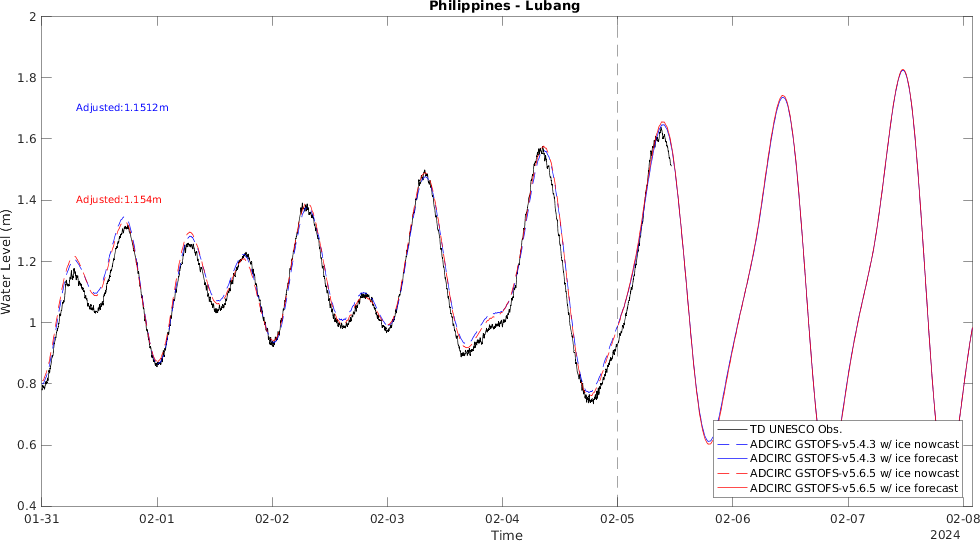 Philippines - Lubang
2
1.8
1.6
1.4
1.2
1
0.8
0.6
0.4
Water Level (m)
Adjusted:1.1512m
Adjusted:1.154m
TD UNESCO Obs.
ADCIRC GSTOFS-v5.4.3 w/ ice nowcast
ADCIRC GSTOFS-v5.4.3 w/ ice forecast
ADCIRC GSTOFS-v5.6.5 w/ ice nowcast
ADCIRC GSTOFS-v5.6.5 w/ ice forecast
01-31 02-01 02-02 02-03 02-04 02-05 02-06 02-07 02-08
Time
2024